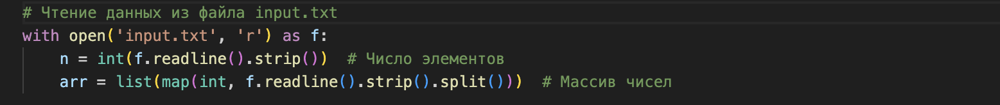 # Чтение данных из файла input.txt
with open('input.txt', 'r') as f:
    n = int(f.readline().strip())  # Число элементов
    arr = list(map(int, f.readline().strip().split()))  # Массив чисел